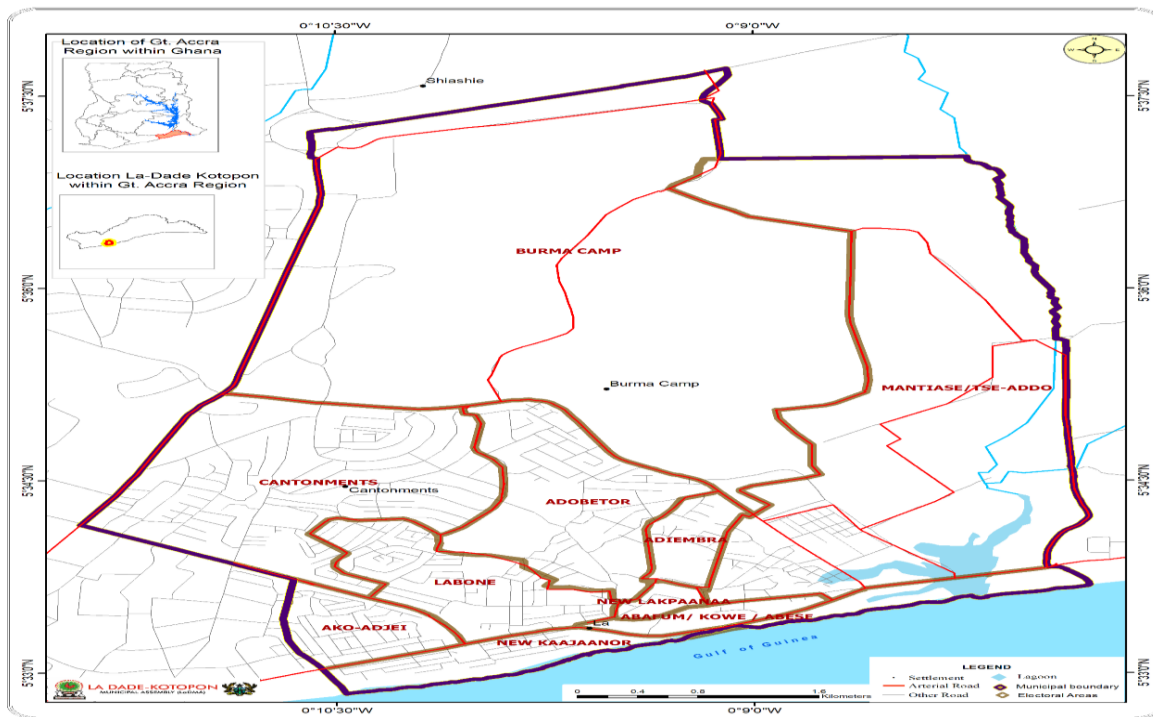 0°10'30"W
0°9'0"W
Location of Gt. Accra
Region within Ghana
Location La-Dade Kotopon
within Gt. Accra Region
N
W
E
S
5°37'30"N
5°37'30"N
5°36'0"N
5°36'0"N
5°34'30"N
5°34'30"N
5°33'0"N
5°33'0"N
Shiashie
BURMA CAMP
Burma Camp
MANTIASE/TSE-ADDO
CANTONMENTS
Cantonments
ADOBETOR
ADIEMBRA
LABONE
NEW LAKPAANAA
ABAFUM/ KOWE / ABESE
La
AKO-ADJEI
NEW KAAJAANOR
Gulf of Guinea
LA DADE-KOTOPON
MUNICIPAL ASSEMBLY (LaDMA)
0 0.4 0.8 1.6
Kilometers
LEGEND
Settlement
Arterial Road
Other Road
Lagoon
Municipal boundary
Electoral Areas
0°10'30"W
0°9'0"W